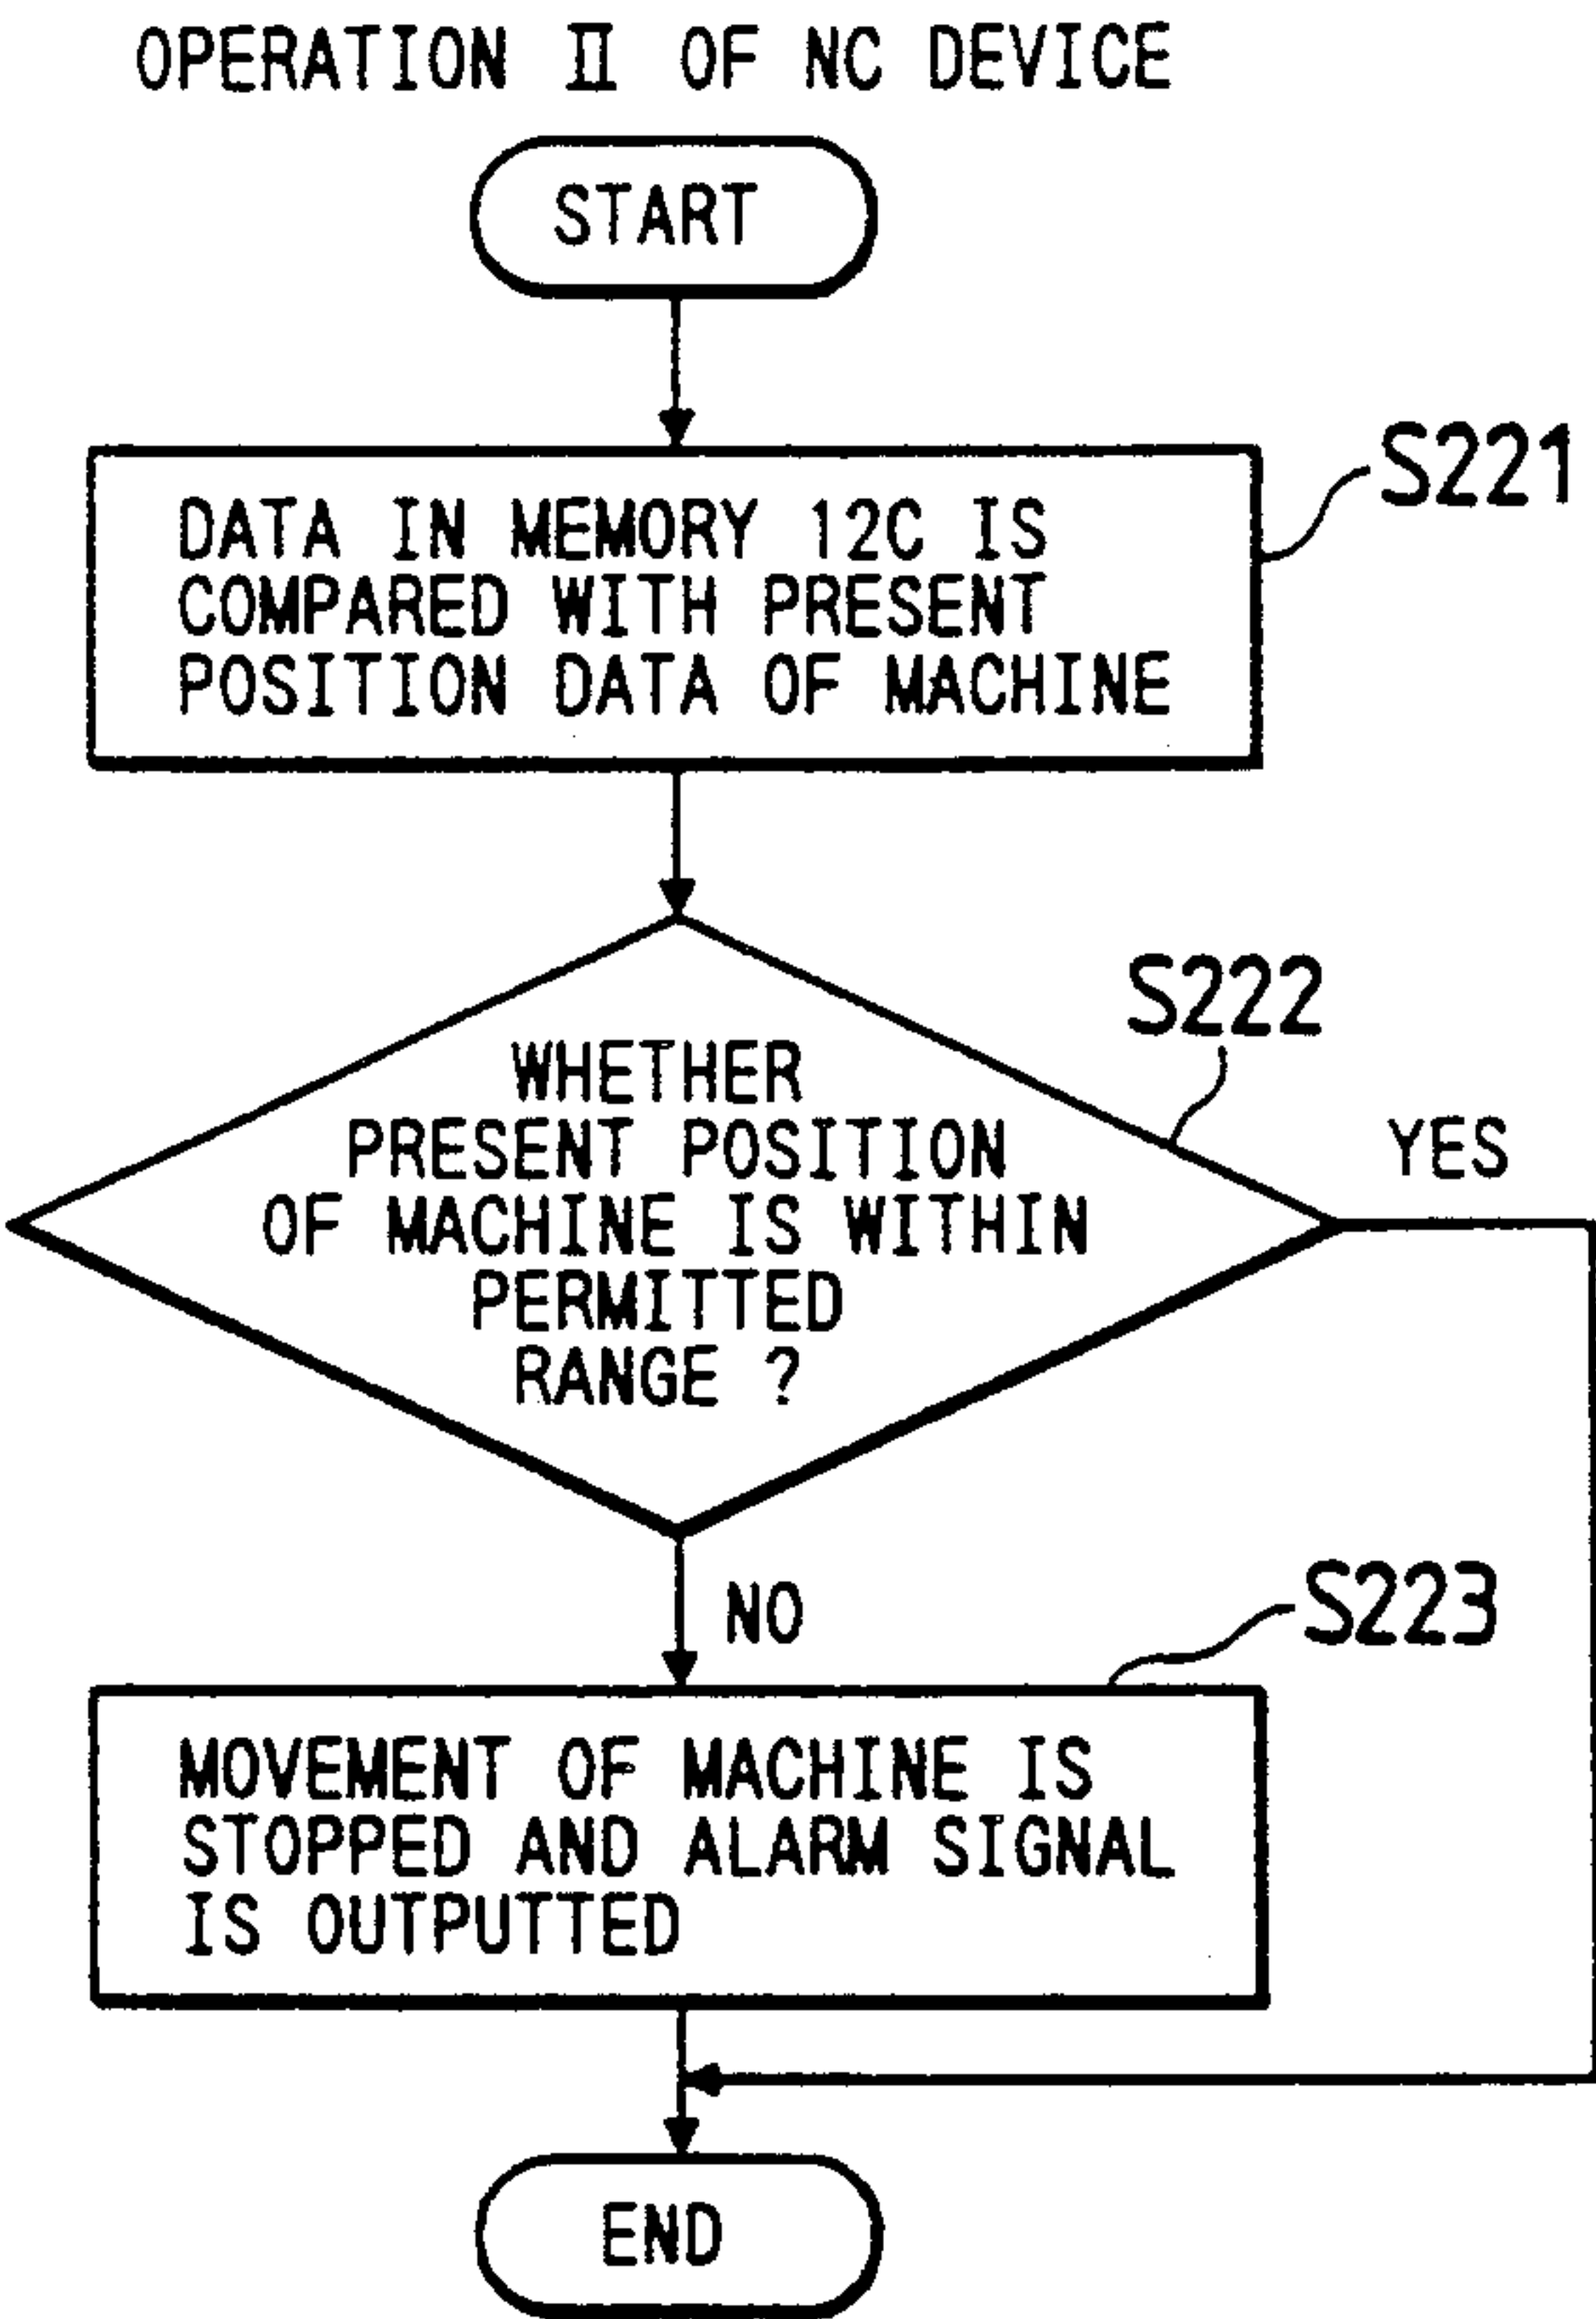 OPERATION II OF NC DEVICE
START
S221
DATA IN MEMORY 12C IS
COMPARED WITH PRESENT
POSITION DATA OF MACHINE
S222
WHETHER
PRESENT POSITION
OF MACHINE IS WITHIN
PERMITTED
RANGE ?
YES
NO
S223
MOVEMENT OF MACHINE IS
STOPPED AND ALARM SIGNAL
IS OUTPUTTED
END